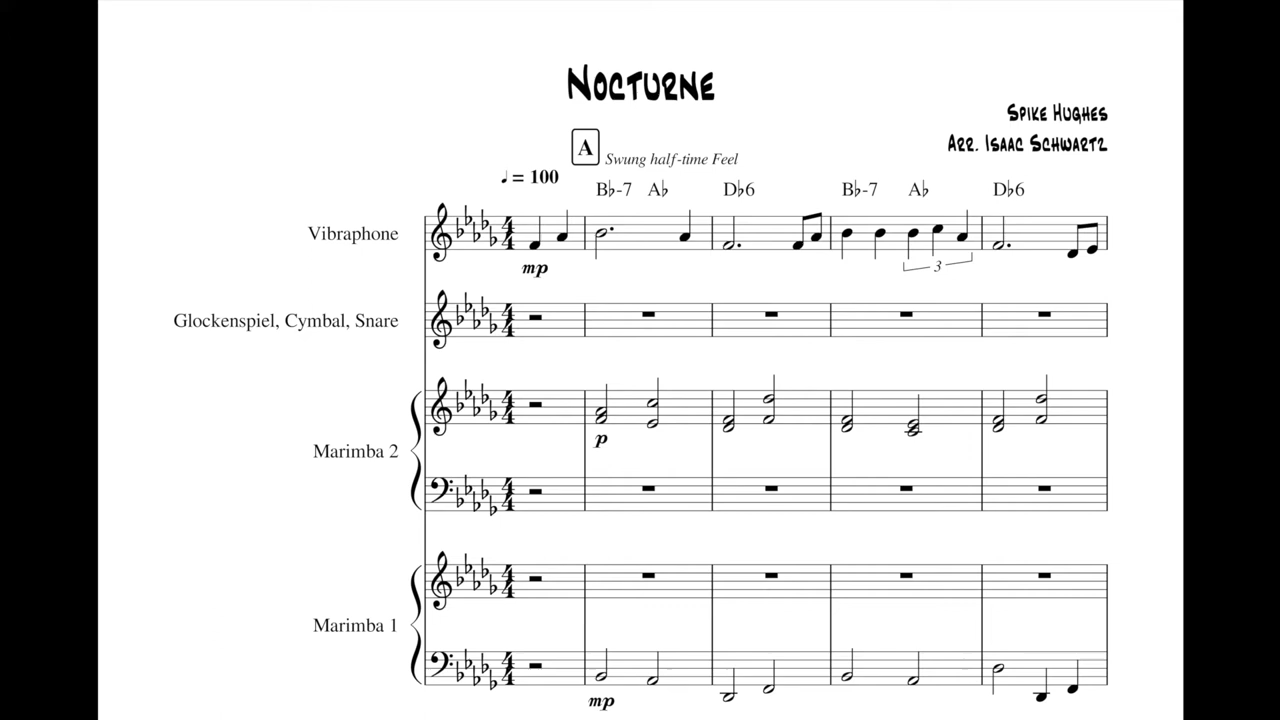 NOCTURNE
SPIKE HUGHES
ARR. ISAAC SCHWARTZ
A Swung half-time Feel
♩ = 100
B♭-7 A♭ D♭6 B♭-7 A♭ D♭6
Vibraphone
mp
3
Glockenspiel, Cymbal, Snare
Marimba 2
p
Marimba 1
mp